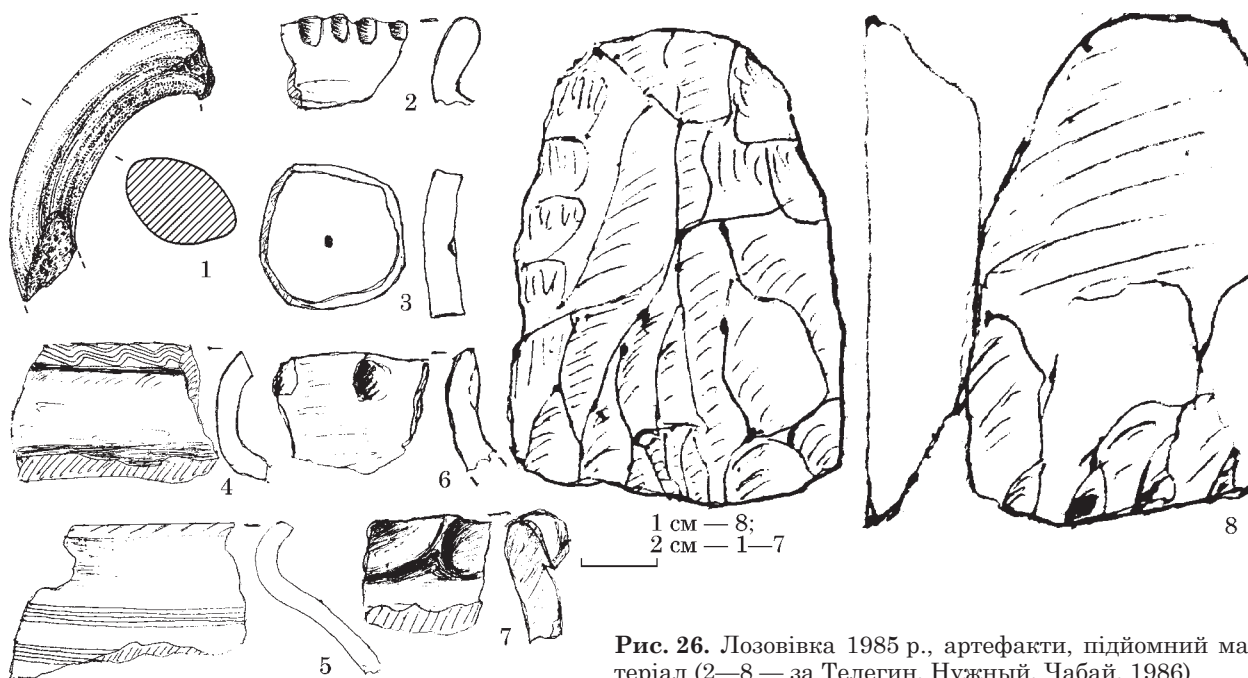 1
2
3
4
5
6
7
8
1 см — 8;
2 см — 1—7
Рис. 26. Лозовівка 1985 р., артефакти, підйомний ма-
теріал (2—8 — за Телегин, Нужный, Чабай, 1986)